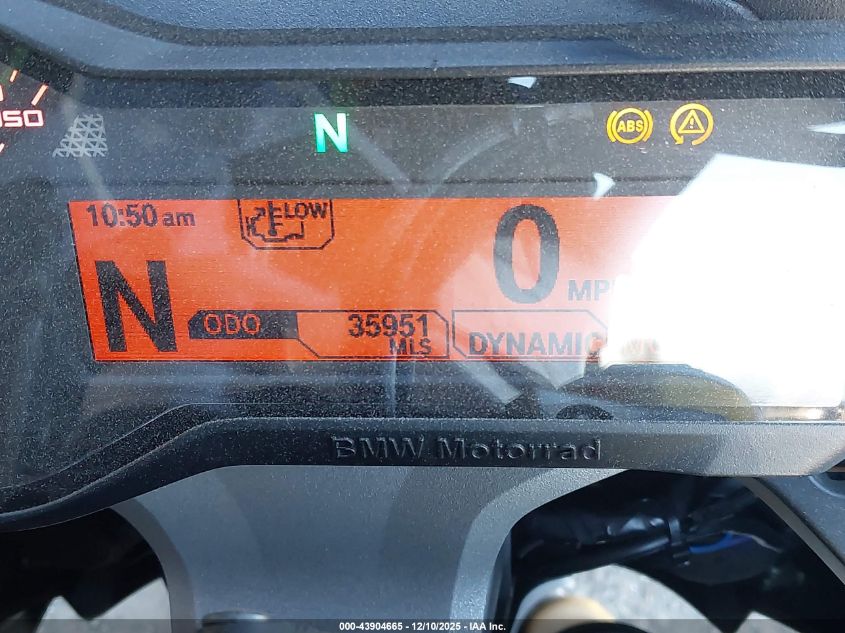 N
ABS
10:50 am
LOW
0
N
ODO
35951
MLS
DYNAMIC
BMW Motorrad
000-43904665 - 12/10/2025 - IAA Inc.